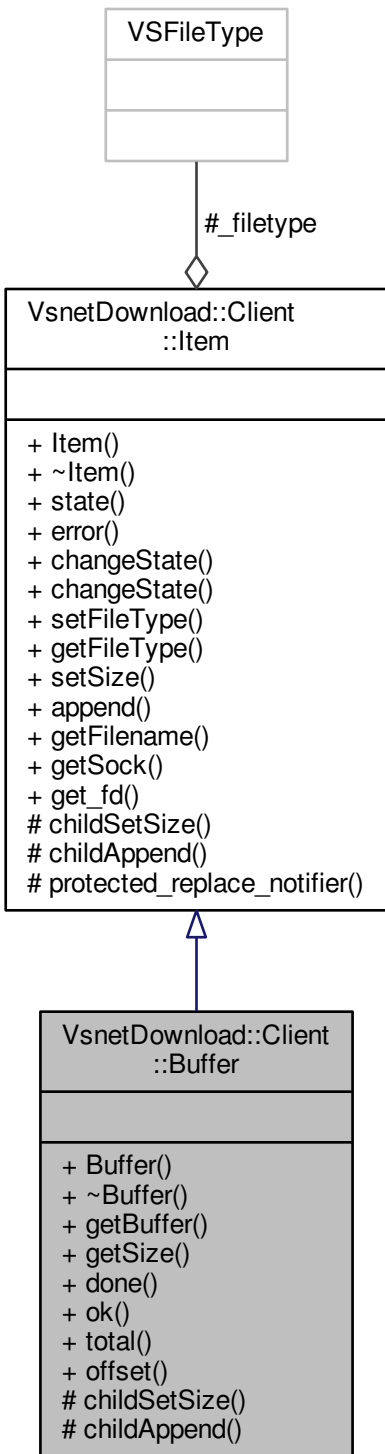 VSFileType
#_filetype
VsnetDownload::Client
::Item
+ Item()
+ ~Item()
+ state()
+ error()
+ changeState()
+ changeState()
+ setFileType()
+ getFileType()
+ setSize()
+ append()
+ getFilename()
+ getSock()
+ get_fd()
# childSetSize()
# childAppend()
# protected_replace_notifier()
VsnetDownload::Client
::Buffer
+ Buffer()
+ ~Buffer()
+ getBuffer()
+ getSize()
+ done()
+ ok()
+ total()
+ offset()
# childSetSize()
# childAppend()